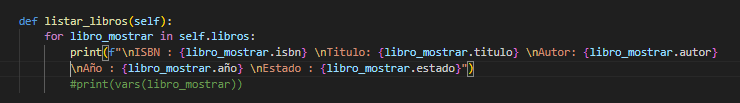 def listar_libros(self):
for libro_mostrar in self.libros:
print(f"\nISBN : {libro_mostrar.isbn} \nTitulo: {libro_mostrar.titulo} \nAutor: {libro_mostrar.autor}
\nAño : {libro_mostrar.año} \nEstado : {libro_mostrar.estado}")
#print(vars(libro_mostrar))